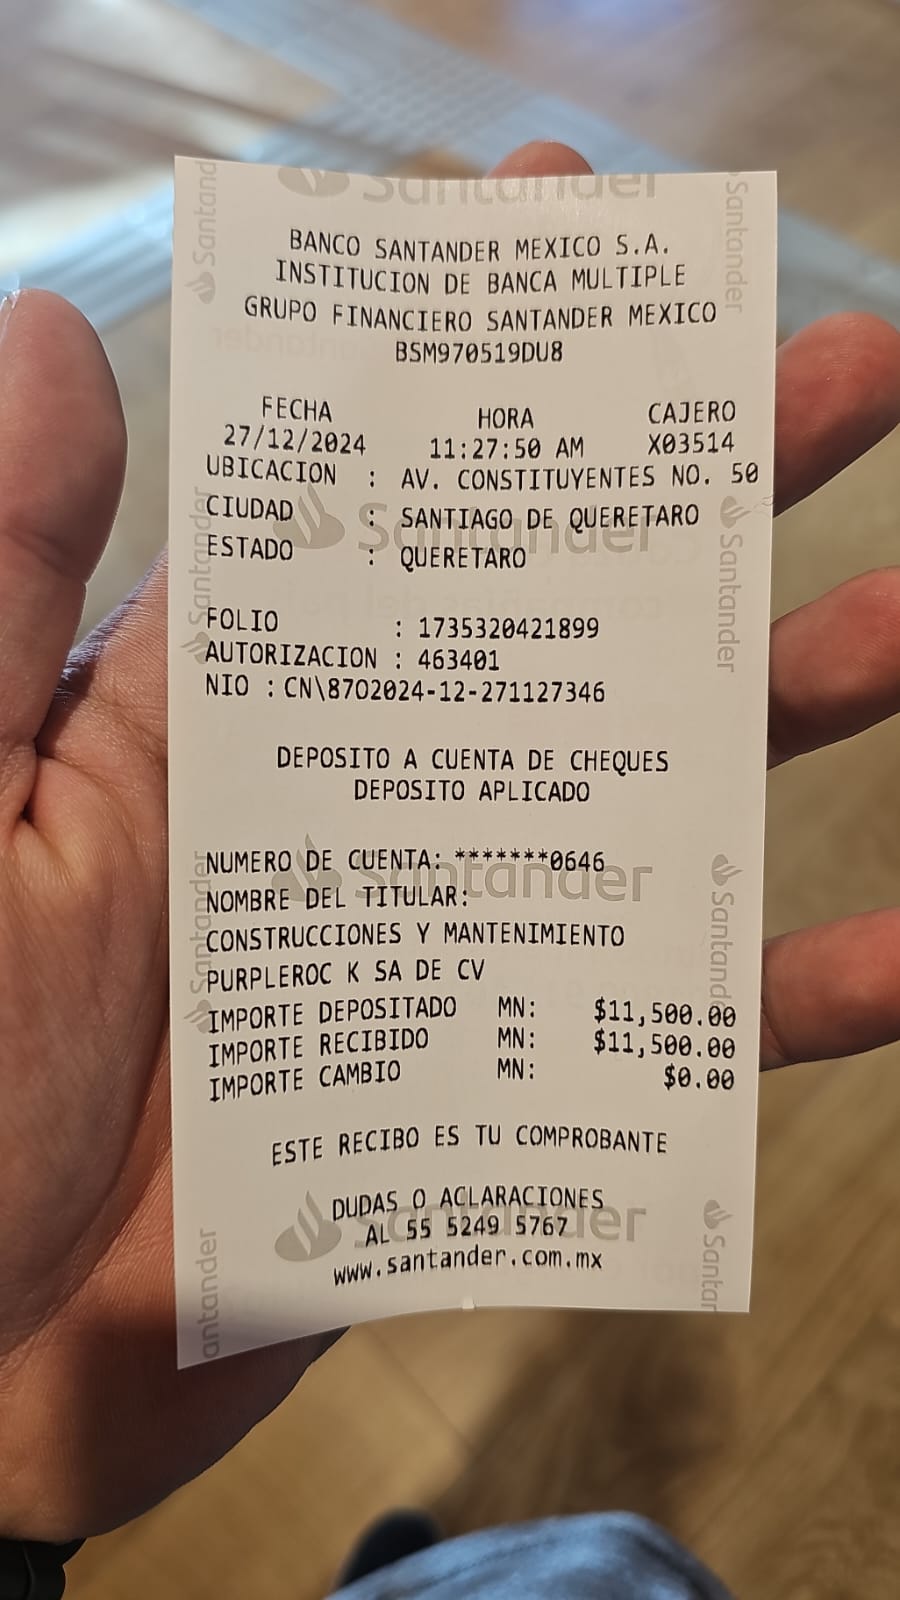 Santander
BANCO SANTANDER MEXICO S.A.
INSTITUCION DE BANCA MULTIPLE
GRUPO FINANCIERO SANTANDER MEXICO
BSM970519DU8
FECHA HORA CAJERO
27/12/2024 11:27:50 AM X03514
UBICACION : AV. CONSTITUYENTES NO. 50
CIUDAD : SANTIAGO DE QUERETARO
ESTADO : QUERETARO
FOLIO : 1735320421899
AUTORIZACION : 463401
NIO : CN\87O2024-12-271127346
DEPOSITO A CUENTA DE CHEQUES
DEPOSITO APLICADO
NUMERO DE CUENTA: *******0646
NOMBRE DEL TITULAR:
CONSTRUCCIONES Y MANTENIMIENTO
PURPLEROC K SA DE CV
IMPORTE DEPOSITADO MN: $11,500.00
IMPORTE RECIBIDO MN: $11,500.00
IMPORTE CAMBIO MN: $0.00
ESTE RECIBO ES TU COMPROBANTE
DUDAS O ACLARACIONES
AL 55 5249 5767
www.santander.com.mx